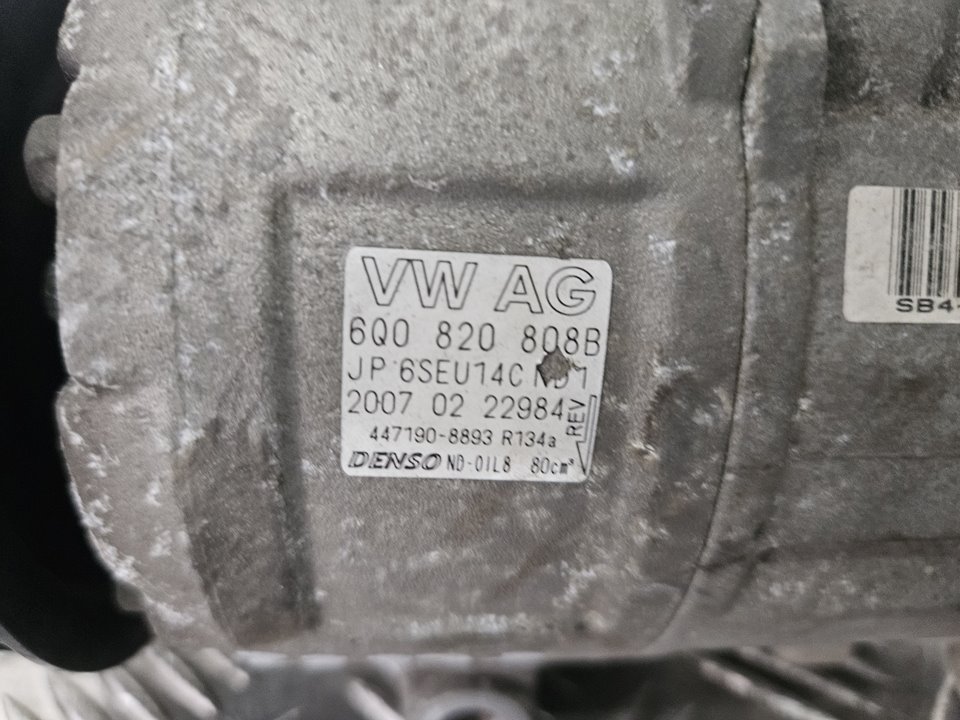 VW AG
6Q0 820 808B
JP 6SEU14C ND1
2007 02 22984
REV
447190-8893 R134a
DENSO ND-OIL8 80cm³
SB4